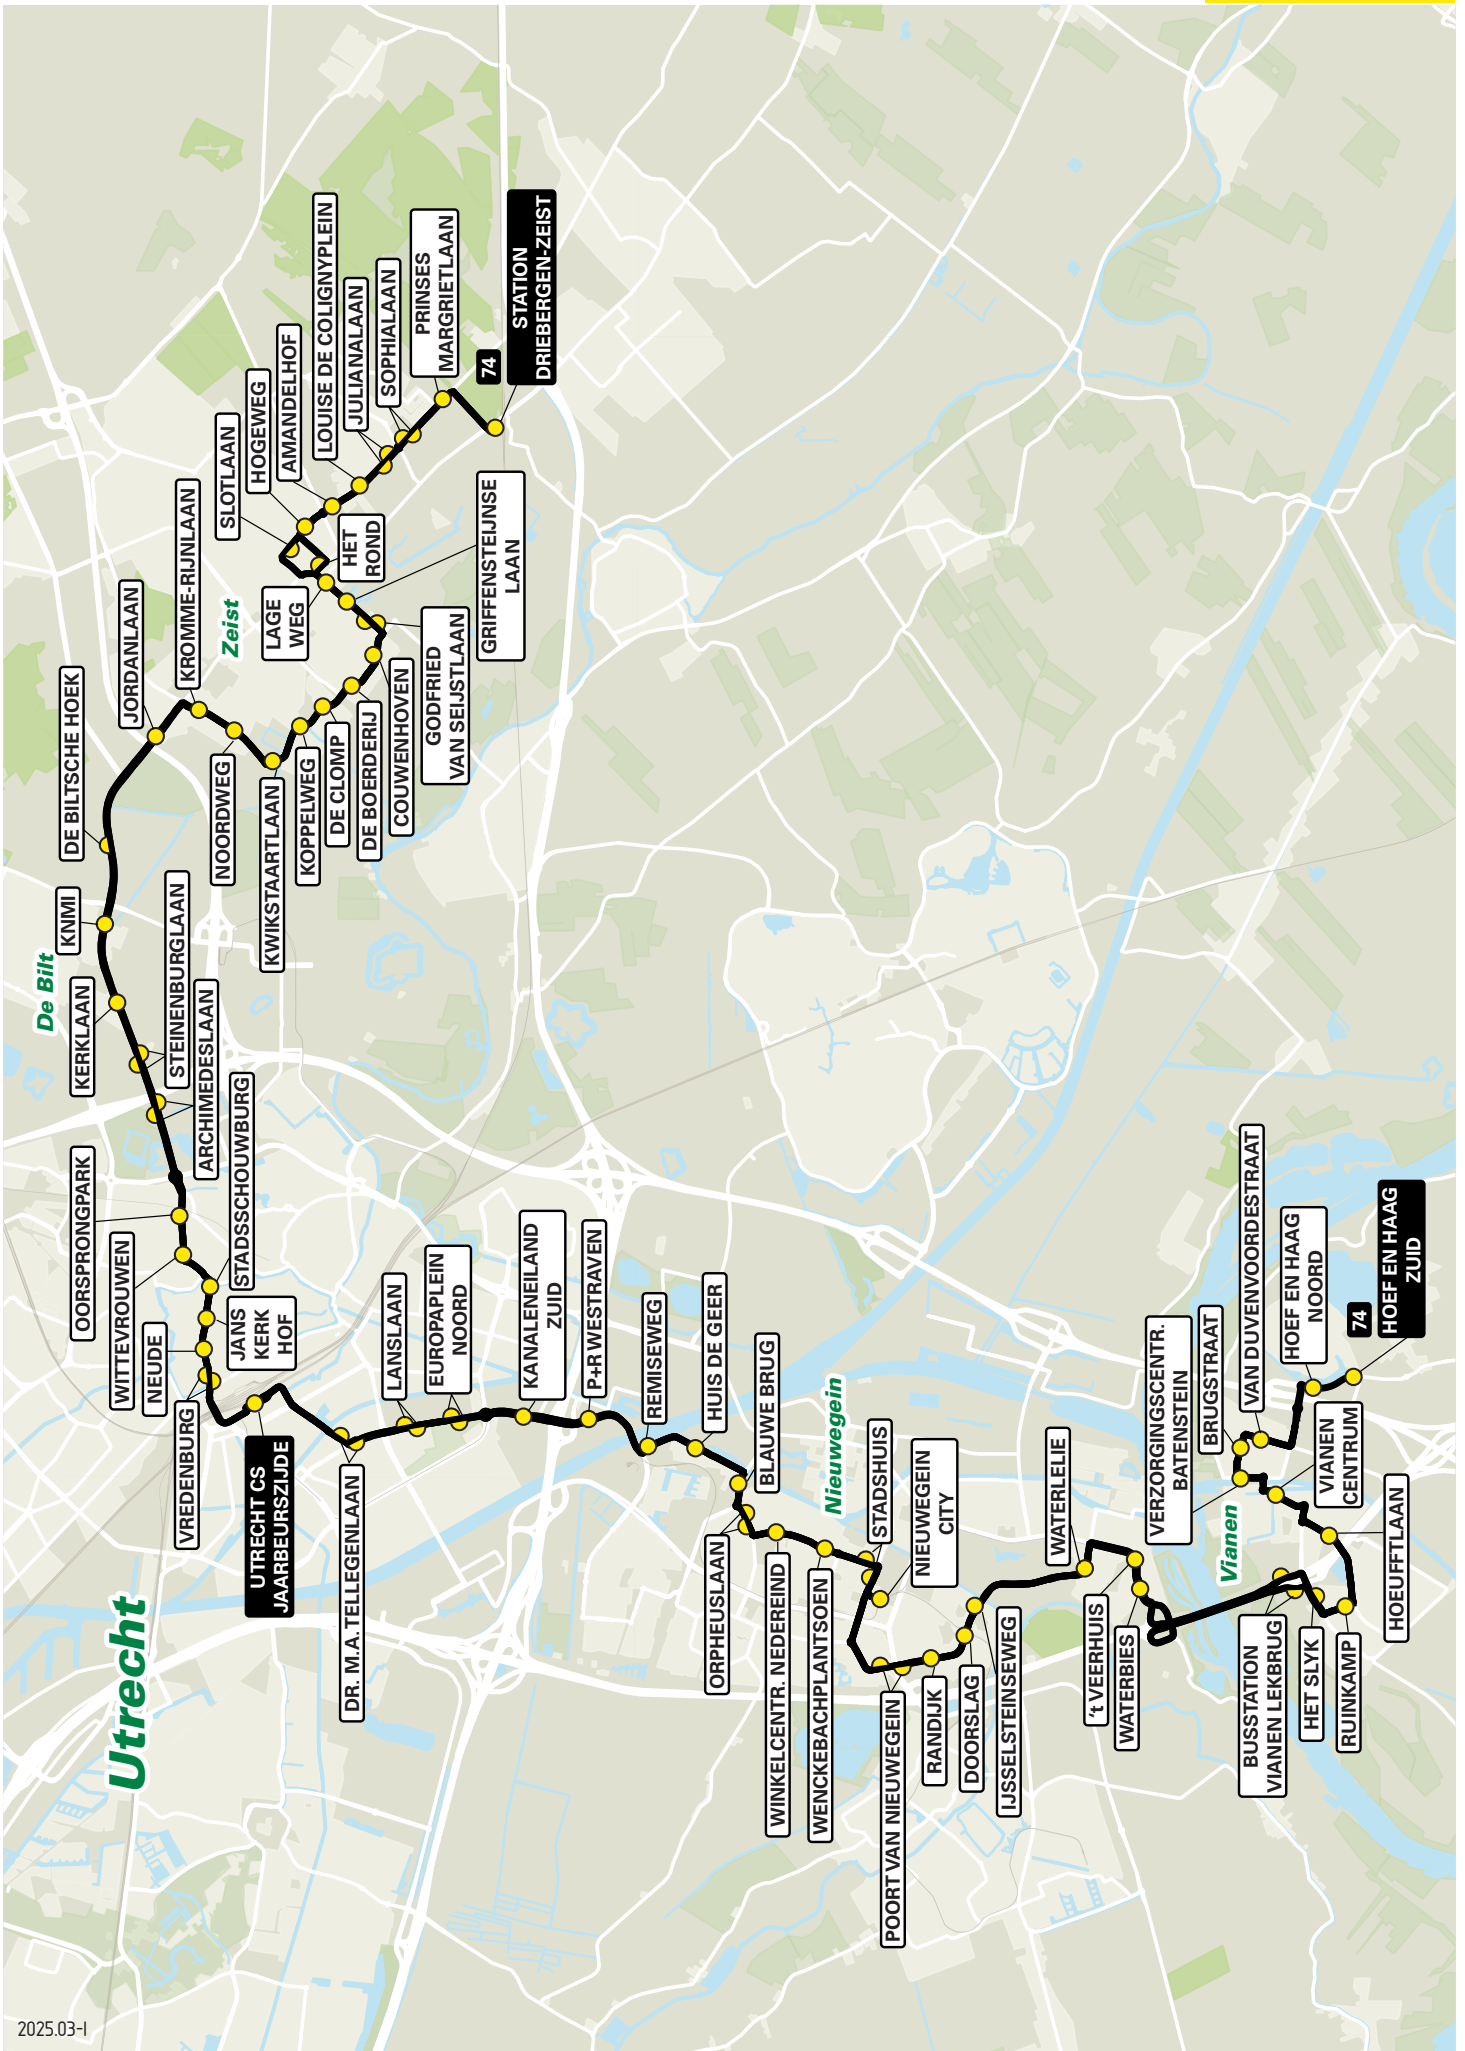 STATION
DRIEBERGEN-ZEIST
74
PRINSES
MARGRIETLAAN
SOPHIALAAN
JULIANALAAN
LOUISE DE COLIGNYPLEIN
AMANDELHOF
HOGEWEG
SLOTLAAN
HET
ROND
LAGE
WEG
GRIFFENSTEIJNSE
LAAN
GODFRIED
VAN SEIJSTLAAN
COUWENHOVEN
DE BOERDERIJ
DE CLOMP
KOPPELWEG
KWIKSTAARTLAAN
NOORDWEG
Zeist
KROMME-RIJNLAAN
JORDANLAAN
DE BILTSCHE HOEK
KNMI
De Bilt
KERKLAAN
STEINENBURGLAAN
ARCHIMEDESLAAN
OORSPRONGPARK
WITTEVROUWEN
STADSSCHOUWBURG
JANS
KERK
HOF
NEUDE
VREDENBURG
UTRECHT CS
JAARBEURSZIJDE
Utrecht
DR. M.A. TELLEGENLAAN
LANSLAAN
EUROPAPLEIN
NOORD
KANALENEILAND
ZUID
P+R WESTRAVEN
REMISEWEG
HUIS DE GEER
BLAUWE BRUG
ORPHEUSLAAN
WINKELCENTR. NEDEREIND
WENCKEBACHPLANTSOEN
Nieuwegein
STADSHUIS
NIEUWEGEIN
CITY
POORT VAN NIEUWEGEIN
RANDIJK
DOORSLAG
IJSSELSTEINSEWEG
WATERLELIE
't VEERHUIS
WATERBIES
BUSSTATION
VIANEN LEKBRUG
HET SLYK
RUINKAMP
HOEUFFTLAAN
Vianen
VIANEN
CENTRUM
VERZORGINGSCENTR.
BATENSTEIN
BRUGSTRAAT
VAN DUVENVOORDESTRAAT
HOEF EN HAAG
NOORD
74
HOEF EN HAAG
ZUID
2025.03-I